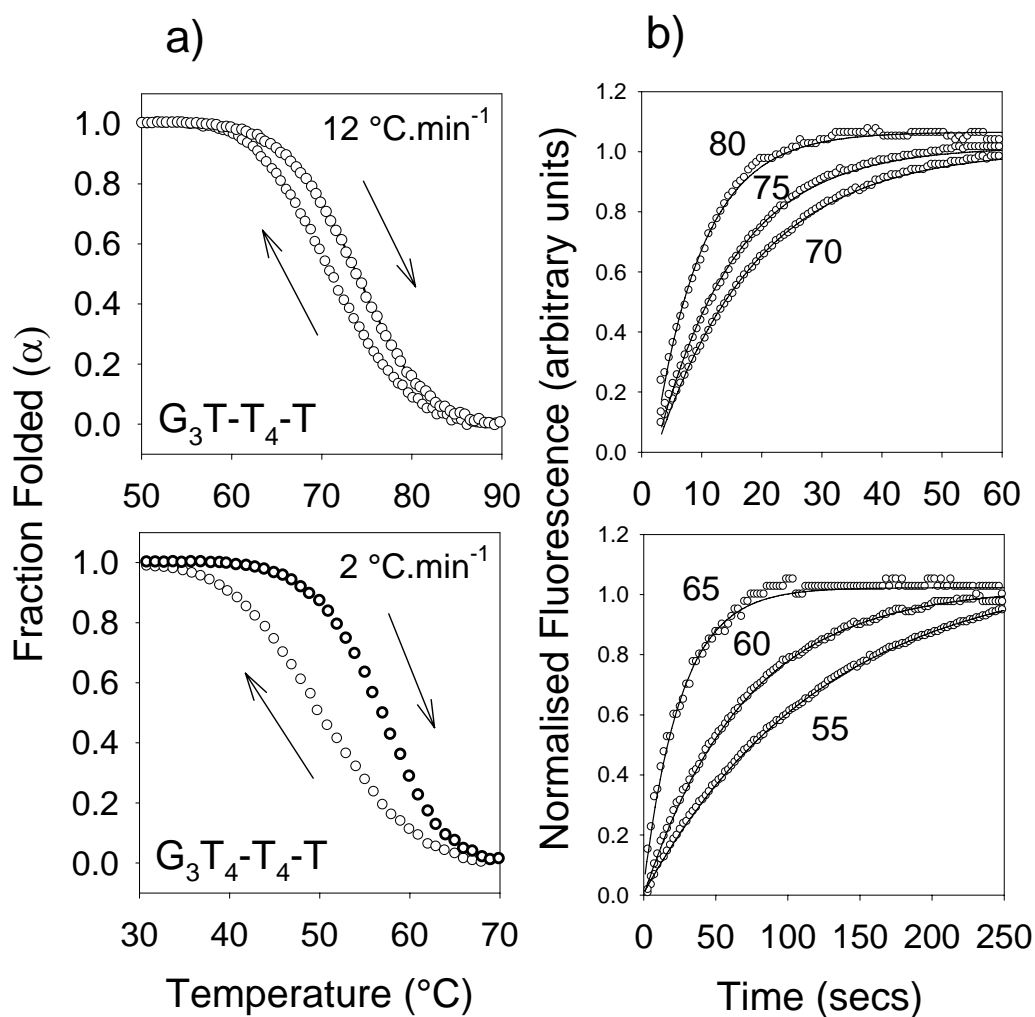 a)
b)
Fraction Folded (α)
1.0
0.8
0.6
0.4
0.2
0.0
12 °C.min⁻¹
G₃T-T₄-T
50 60 70 80 90
1.0
0.8
0.6
0.4
0.2
0.0
2 °C.min⁻¹
G₃T₄-T₄-T
30 40 50 60 70
Temperature (°C)
Normalised Fluorescence (arbitrary units)
1.2
1.0
0.8
0.6
0.4
0.2
0.0
80
75
70
0 10 20 30 40 50 60
1.2
1.0
0.8
0.6
0.4
0.2
0.0
65
60
55
0 50 100 150 200 250
Time (secs)